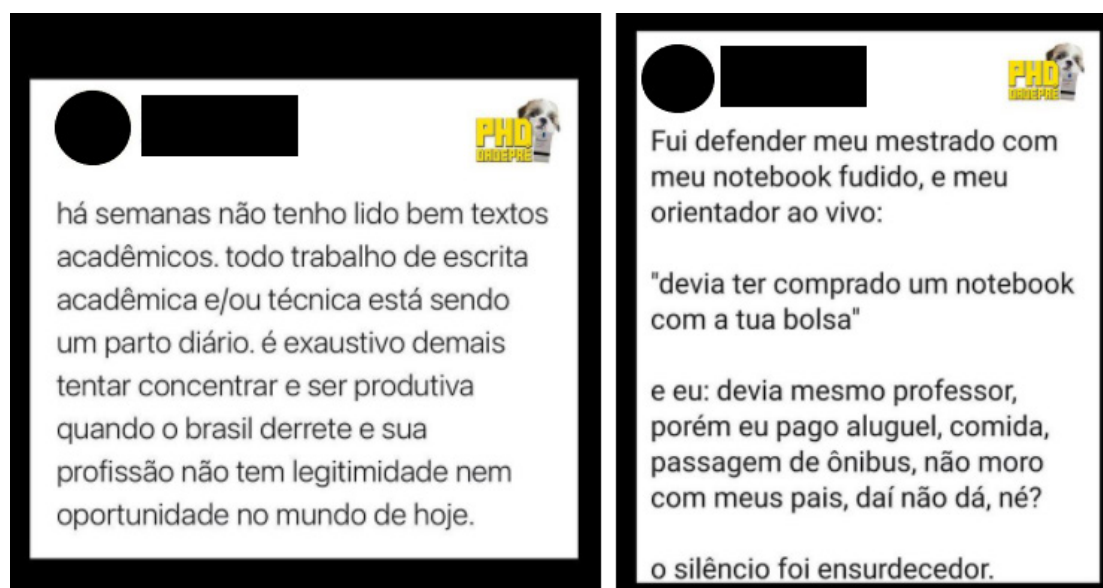 PHD
DADEPRÊ
há semanas não tenho lido bem textos
acadêmicos. todo trabalho de escrita
acadêmica e/ou técnica está sendo
um parto diário. é exaustivo demais
tentar concentrar e ser produtiva
quando o brasil derrete e sua
profissão não tem legitimidade nem
oportunidade no mundo de hoje.
PHD
DADEPRÊ
Fui defender meu mestrado com
meu notebook fudido, e meu
orientador ao vivo:
"devia ter comprado um notebook
com a tua bolsa"
e eu: devia mesmo professor,
porém eu pago aluguel, comida,
passagem de ônibus, não moro
com meus pais, daí não dá, né?
o silêncio foi ensurdecedor.